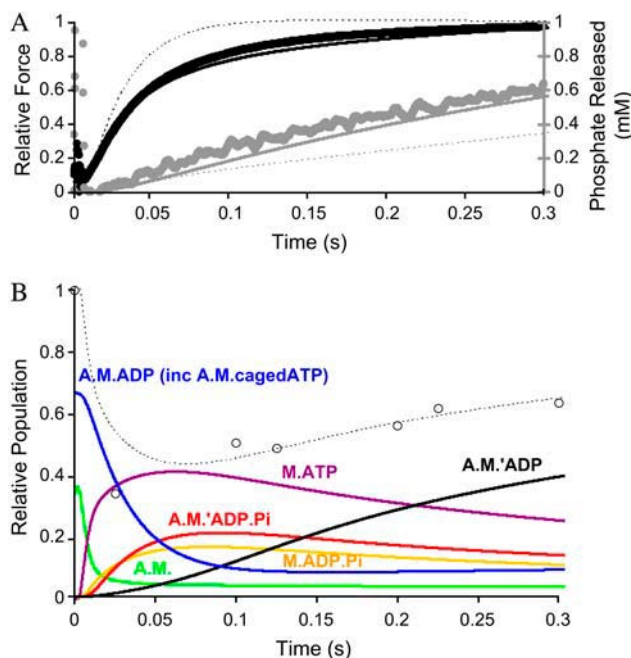 A
Relative Force
1
0.8
0.6
0.4
0.2
0
0
0.05
0.1
0.15
0.2
0.25
0.3
Time (s)
1
0.8
0.6
0.4
0.2
0
Phosphate Released
(mM)
B
Relative Population
1
0.8
0.6
0.4
0.2
0
A.M.ADP (inc A.M.cagedATP)
M.ATP
A.M.'ADP
A.M.'ADP.Pi
A.M.
M.ADP.Pi
0
0.05
0.1
0.15
0.2
0.25
0.3
Time (s)